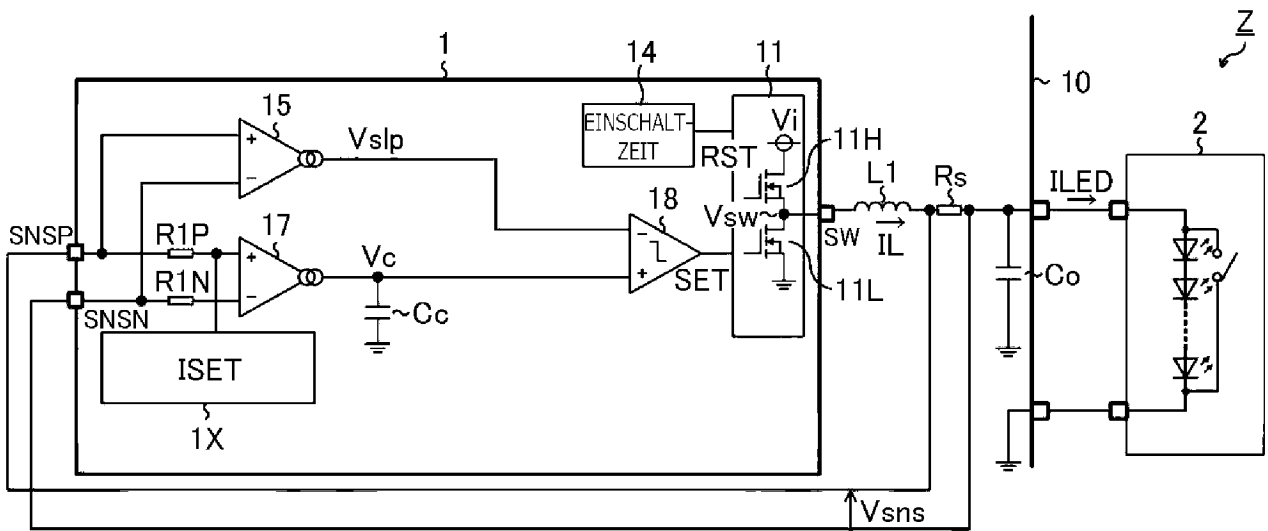 1
14
11
10
Z
15
Vslp
EINSCHALT-
ZEIT
Vi
11H
RST
2
L1
Rs
ILED
18
Vsw
SW
IL
SNSP
R1P
17
Vc
R1N
SNSN
SET
11L
Co
Cc
ISET
1X
Vsns
+
−
+
−
−
+